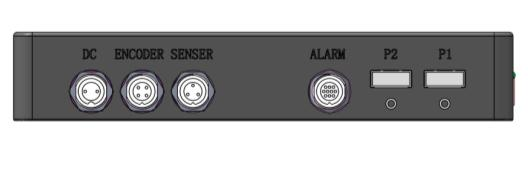 DC ENCODER SENSER ALARM P2 P1